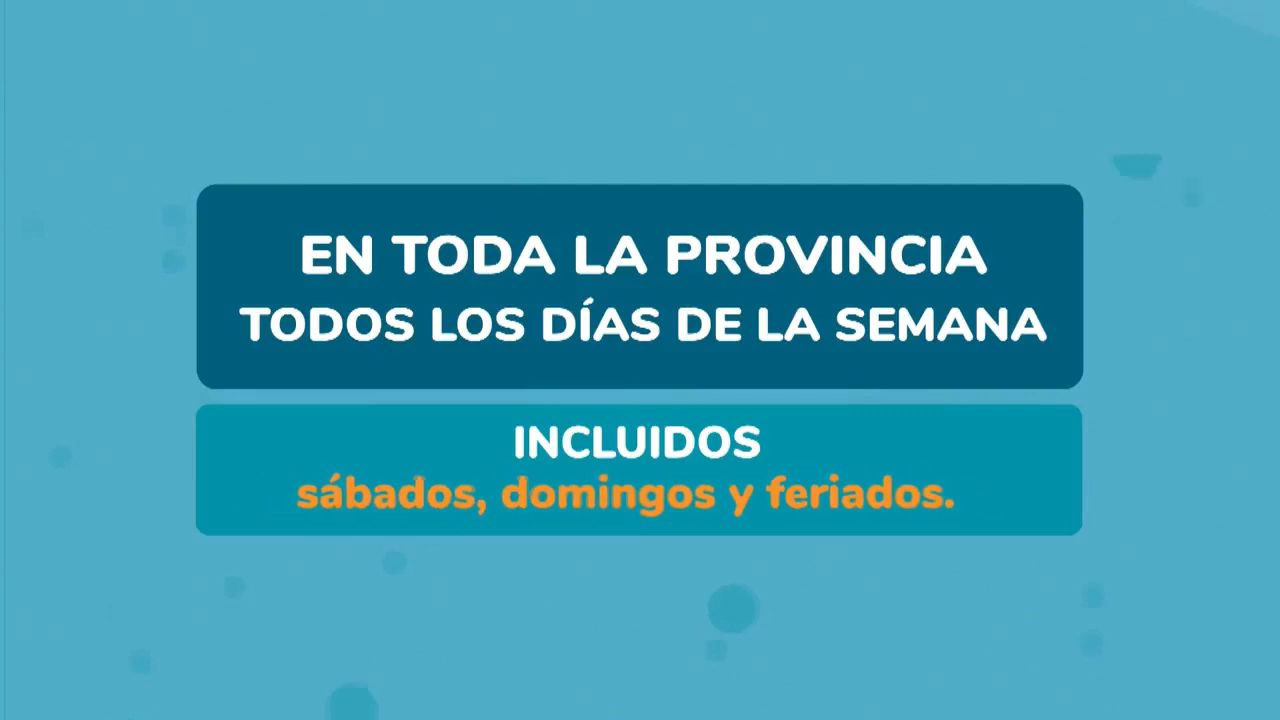 EN TODA LA PROVINCIA
TODOS LOS DÍAS DE LA SEMANA
INCLUIDOS
sábados, domingos y feriados.